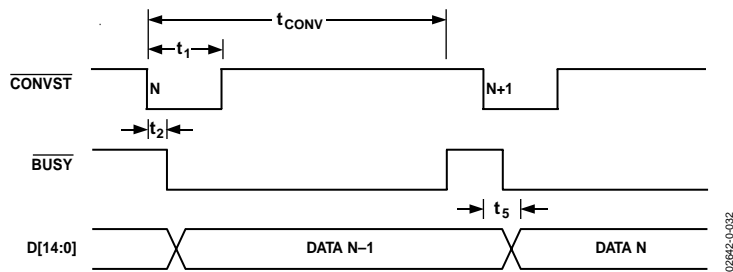 tCONV
t1
CONVST
N
N+1
t2
BUSY
t5
D[14:0]
DATA N–1
DATA N
02642-0-032